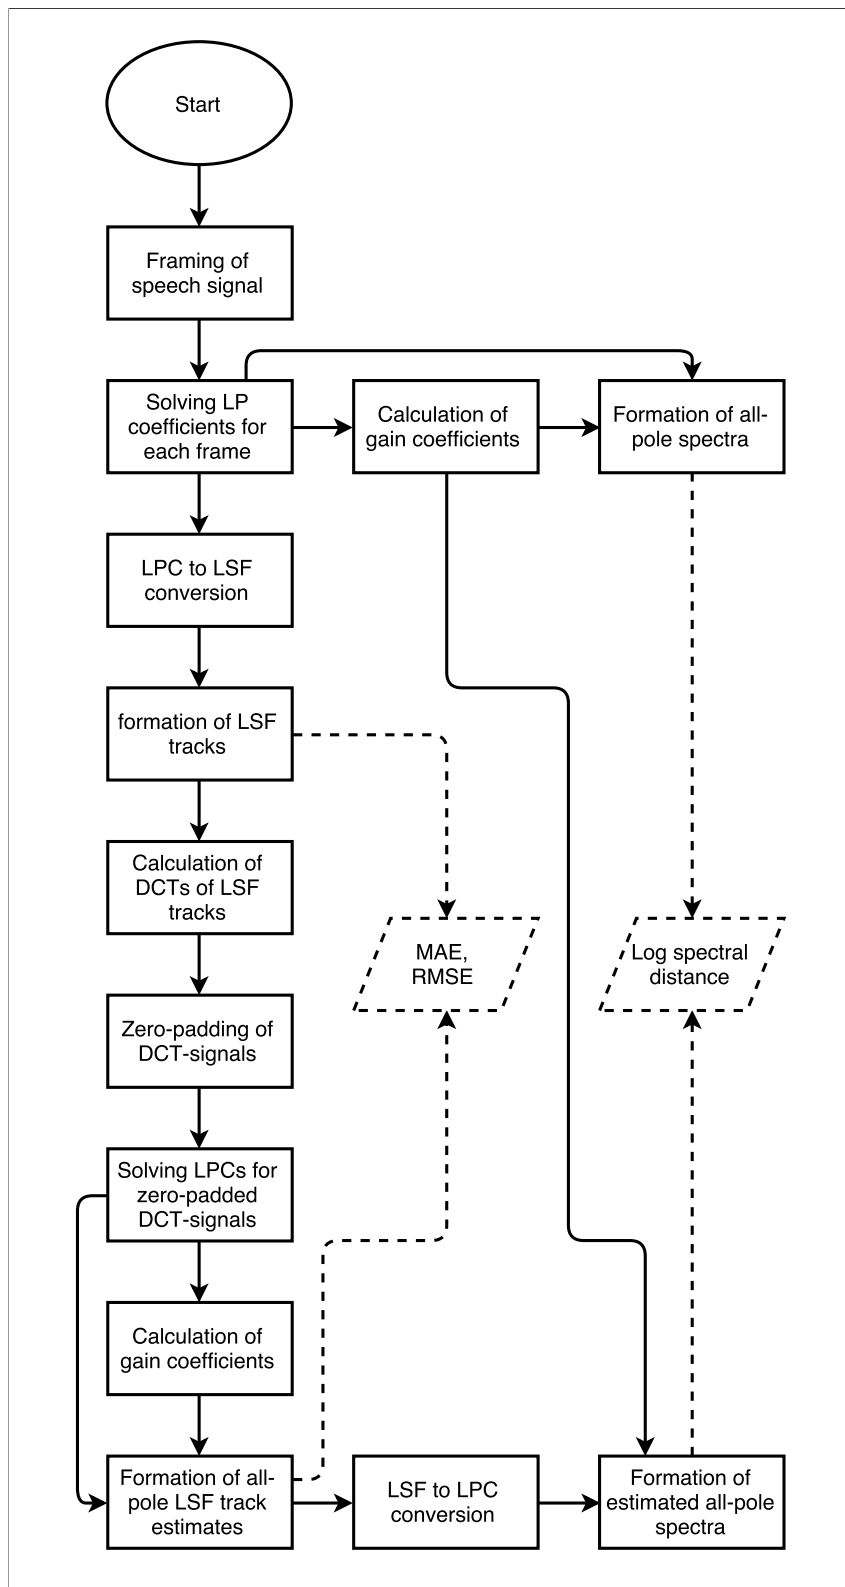 Start
Framing of
speech signal
Solving LP
coefficients for
each frame
Calculation of
gain coefficients
Formation of all-
pole spectra
LPC to LSF
conversion
formation of LSF
tracks
Calculation of
DCTs of LSF
tracks
MAE,
RMSE
Log spectral
distance
Zero-padding of
DCT-signals
Solving LPCs for
zero-padded
DCT-signals
Calculation of
gain coefficients
Formation of all-
pole LSF track
estimates
LSF to LPC
conversion
Formation of
estimated all-pole
spectra